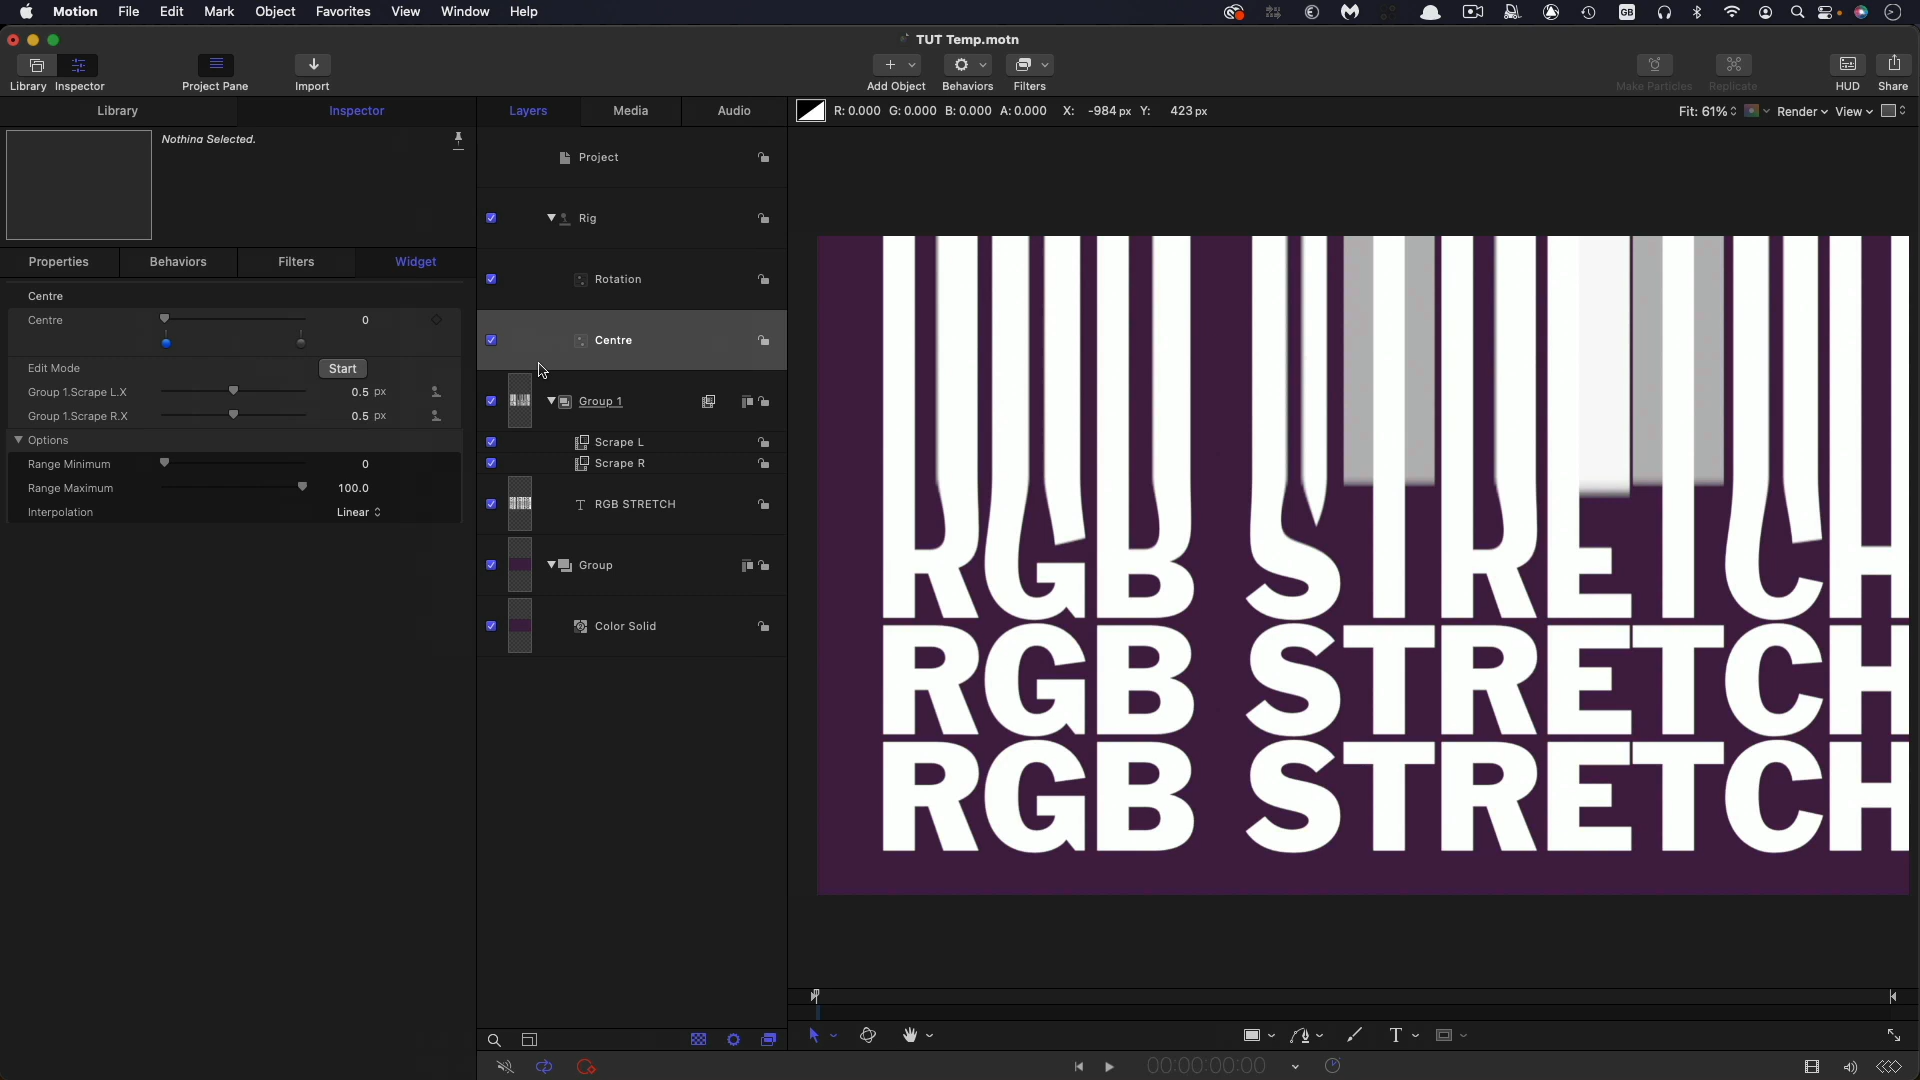 Motion File Edit Mark Object Favorites View Window Help
TUT Temp.motn
Library Inspector Project Pane Import Add Object Behaviors Filters Make Particles Replicate HUD Share
Library Inspector Layers Media Audio R: 0.000 G: 0.000 B: 0.000 A: 0.000 X: -984 px Y: 423 px Fit: 61% Render View
Nothing Selected.
Project
Rig
Properties Behaviors Filters Widget
Rotation
Centre
Centre 0
Centre
Edit Mode Start
Group 1.Scrape L.X 0.5 px
Group 1.Scrape R.X 0.5 px
Group 1
Options
Scrape L
Range Minimum 0
Scrape R
Range Maximum 100.0
RGB STRETCH
Interpolation Linear
Group
Color Solid
RGB STRETCH
RGB STRETCH
RGB STRETCH
00:00:00:00